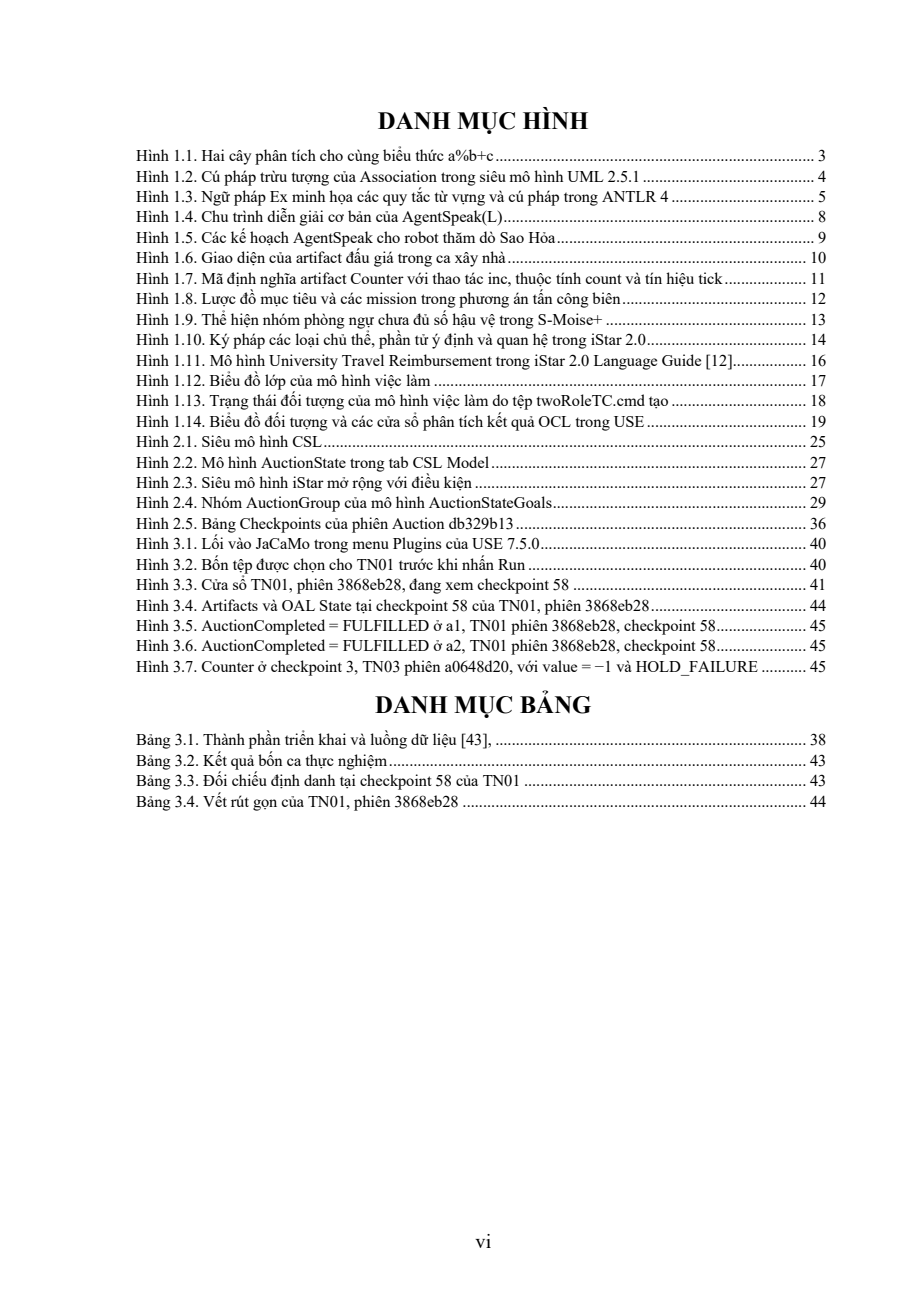 DANH MỤC HÌNH
Hình 1.1. Hai cây phân tích cho cùng biểu thức a%b+c ................................................................................ 3
Hình 1.2. Cú pháp trừu tượng của Association trong siêu mô hình UML 2.5.1 ........................................... 4
Hình 1.3. Ngữ pháp Ex minh họa các quy tắc từ vựng và cú pháp trong ANTLR 4 .................................... 5
Hình 1.4. Chu trình diễn giải cơ bản của AgentSpeak(L).............................................................................. 8
Hình 1.5. Các kế hoạch AgentSpeak cho robot thăm dò Sao Hỏa................................................................. 9
Hình 1.6. Giao diện của artifact đấu giá trong ca xây nhà........................................................................... 10
Hình 1.7. Mã định nghĩa artifact Counter với thao tác inc, thuộc tính count và tín hiệu tick..................... 11
Hình 1.8. Lược đồ mục tiêu và các mission trong phương án tấn công biên.............................................. 12
Hình 1.9. Thể hiện nhóm phòng ngự chưa đủ số hậu vệ trong S-Moise+ .................................................. 13
Hình 1.10. Ký pháp các loại chủ thể, phần tử ý định và quan hệ trong iStar 2.0........................................ 14
Hình 1.11. Mô hình University Travel Reimbursement trong iStar 2.0 Language Guide [12].................. 16
Hình 1.12. Biểu đồ lớp của mô hình việc làm ............................................................................................. 17
Hình 1.13. Trạng thái đối tượng của mô hình việc làm do tệp twoRoleTC.cmd tạo .................................. 18
Hình 1.14. Biểu đồ đối tượng và các cửa sổ phân tích kết quả OCL trong USE ........................................ 19
Hình 2.1. Siêu mô hình CSL......................................................................................................................... 25
Hình 2.2. Mô hình AuctionState trong tab CSL Model............................................................................... 27
Hình 2.3. Siêu mô hình iStar mở rộng với điều kiện ................................................................................... 27
Hình 2.4. Nhóm AuctionGroup của mô hình AuctionStateGoals................................................................ 29
Hình 2.5. Bảng Checkpoints của phiên Auction db329b13......................................................................... 36
Hình 3.1. Lối vào JaCaMo trong menu Plugins của USE 7.5.0................................................................... 40
Hình 3.2. Bốn tệp được chọn cho TN01 trước khi nhấn Run ...................................................................... 40
Hình 3.3. Cửa sổ TN01, phiên 3868eb28, đang xem checkpoint 58 ........................................................... 41
Hình 3.4. Artifacts và OAL State tại checkpoint 58 của TN01, phiên 3868eb28....................................... 44
Hình 3.5. AuctionCompleted = FULFILLED ở a1, TN01 phiên 3868eb28, checkpoint 58....................... 45
Hình 3.6. AuctionCompleted = FULFILLED ở a2, TN01 phiên 3868eb28, checkpoint 58....................... 45
Hình 3.7. Counter ở checkpoint 3, TN03 phiên a0648d20, với value = −1 và HOLD_FAILURE ........... 45
DANH MỤC BẢNG
Bảng 3.1. Thành phần triển khai và luồng dữ liệu [43], .............................................................................. 38
Bảng 3.2. Kết quả bốn ca thực nghiệm......................................................................................................... 43
Bảng 3.3. Đối chiếu định danh tại checkpoint 58 của TN01 ....................................................................... 43
Bảng 3.4. Vết rút gọn của TN01, phiên 3868eb28 ...................................................................................... 44
vi